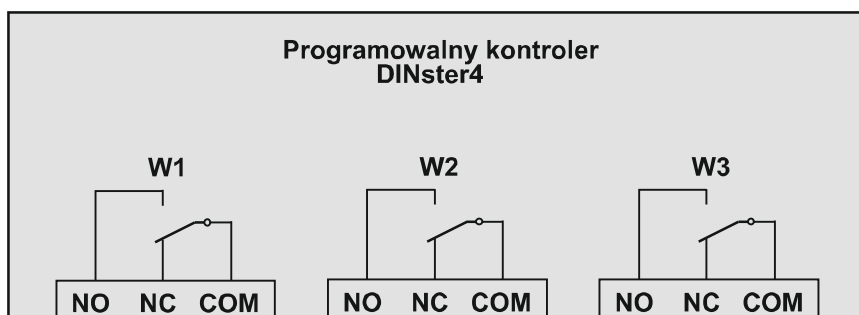 Programowalny kontroler
DINster4
W1 W2 W3
NO NC COM NO NC COM NO NC COM